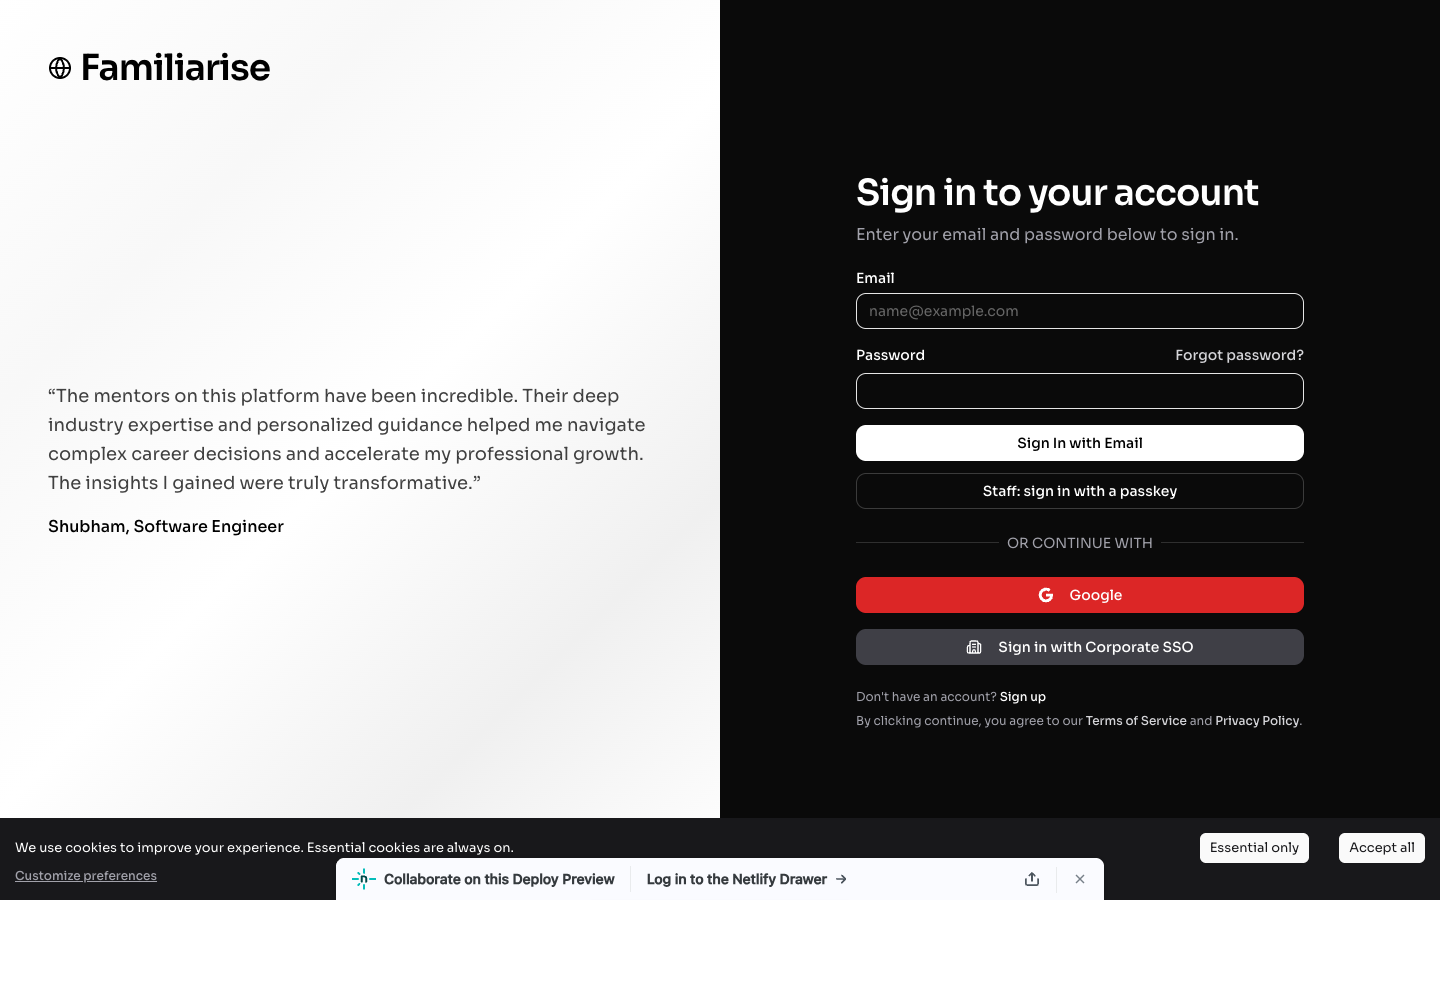 Familiarise
“The mentors on this platform have been incredible. Their deep
industry expertise and personalized guidance helped me navigate
complex career decisions and accelerate my professional growth.
The insights I gained were truly transformative.”
Shubham, Software Engineer
Sign in to your account
Enter your email and password below to sign in.
Email
name@example.com
Password
Forgot password?
Sign In with Email
Staff: sign in with a passkey
OR CONTINUE WITH
Google
Sign in with Corporate SSO
Don't have an account? Sign up
By clicking continue, you agree to our Terms of Service and Privacy Policy.
We use cookies to improve your experience. Essential cookies are always on.
Customize preferences
Essential only
Accept all
Collaborate on this Deploy Preview
Log in to the Netlify Drawer →